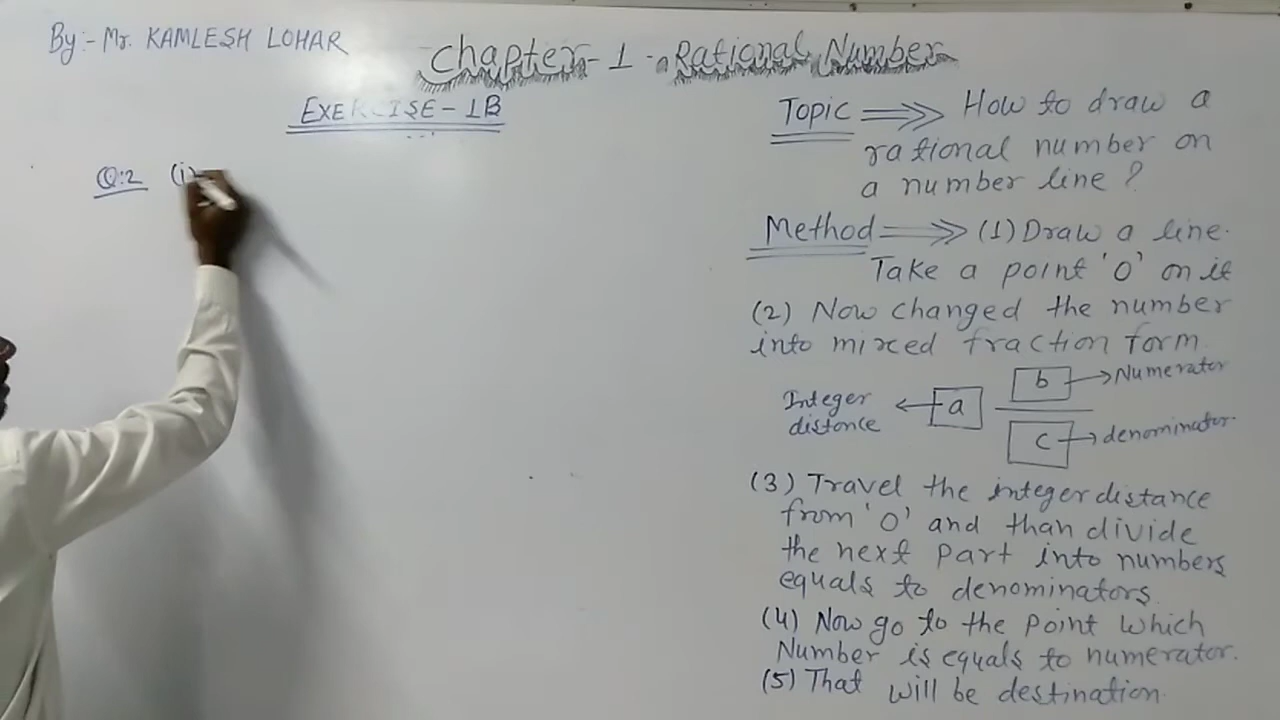 By:- Mr. KAMLESH LOHAR
Chapter-1 - Rational Number
EXERCISE-1B
Q:2 (i)
Topic ⟹ How to draw a
rational number on
a number line?
Method ⟹ (1) Draw a line.
Take a point 'O' on it
(2) Now changed the number
into mixed fraction form
Integer
distance
a
b
Numerator
c
denominator
(3) Travel the integer distance
from 'O' and than divide
the next part into numbers
equals to denominators.
(4) Now go to the point which
Number is equals to numerator.
(5) That will be destination.